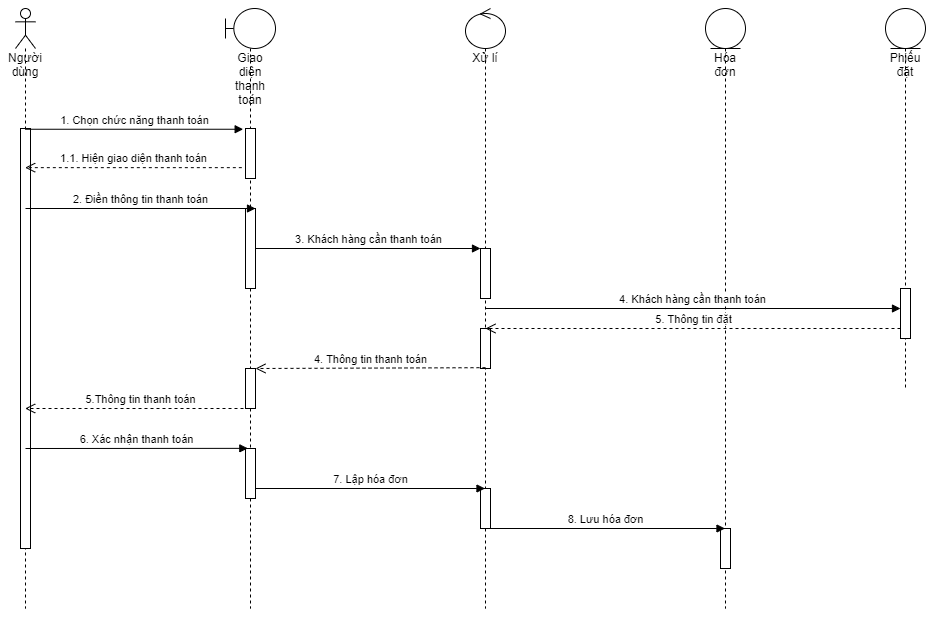 Người
dùng
Giao
diện
thanh
toán
Xử lí
Hóa
đơn
Phiếu
đặt
1. Chọn chức năng thanh toán
1.1. Hiện giao diện thanh toán
2. Điền thông tin thanh toán
3. Khách hàng cần thanh toán
4. Khách hàng cần thanh toán
5. Thông tin đặt
4. Thông tin thanh toán
5.Thông tin thanh toán
6. Xác nhận thanh toán
7. Lập hóa đơn
8. Lưu hóa đơn